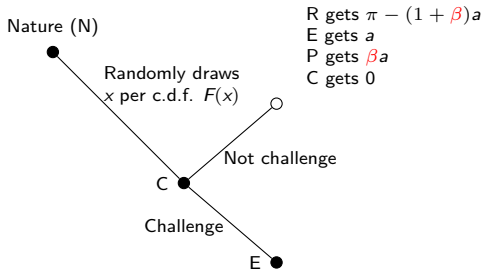 Nature (N)
Randomly draws
x per c.d.f. F(x)
R gets π − (1 + β)a
E gets a
P gets βa
C gets 0
C
Not challenge
Challenge
E